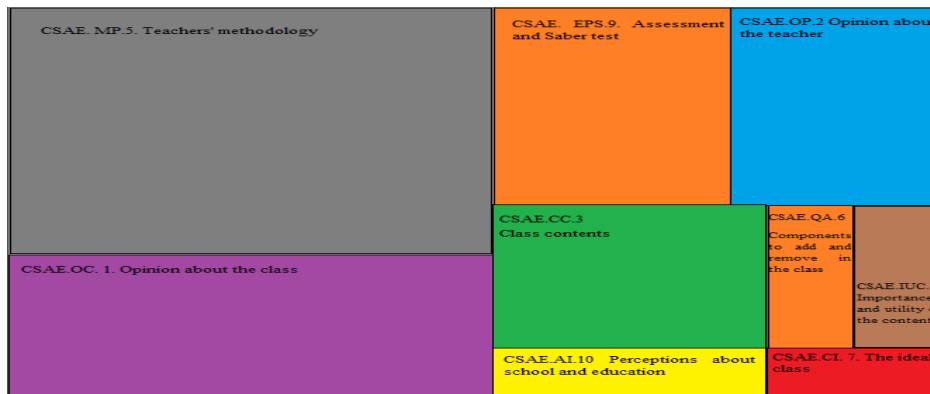 CSAE. MP.5. Teachers' methodology
CSAE. EPS.9. Assessment
and Saber test
CSAE.OP.2 Opinion about
the teacher
CSAE.OC. 1. Opinion about the class
CSAE.CC.3
Class contents
CSAE.QA.6
Components
to add and
remove in
the class
CSAE.IUC.
Importance
and utility
the content
CSAE.AI.10 Perceptions about
school and education
CSAE.CI. 7. The ideal
class